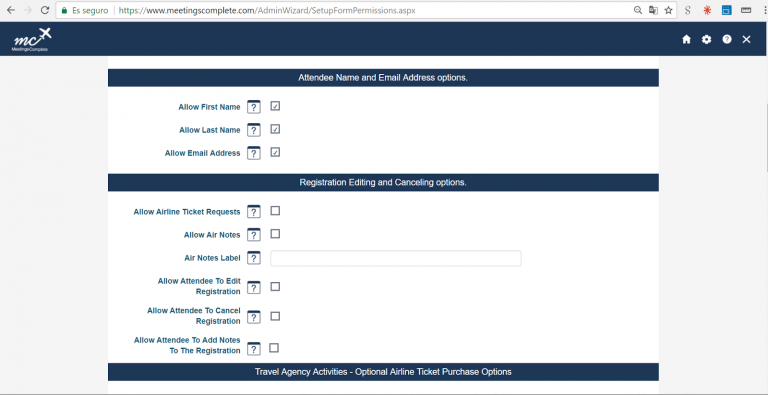 Es seguro https://www.meetingscomplete.com/AdminWizard/SetupFormPermissions.aspx
mc
MeetingsComplete
Attendee Name and Email Address options.
Allow First Name ?
Allow Last Name ?
Allow Email Address ?
Registration Editing and Canceling options.
Allow Airline Ticket Requests ?
Allow Air Notes ?
Air Notes Label ?
Allow Attendee To Edit
Registration ?
Allow Attendee To Cancel
Registration ?
Allow Attendee To Add Notes
To The Registration ?
Travel Agency Activities - Optional Airline Ticket Purchase Options